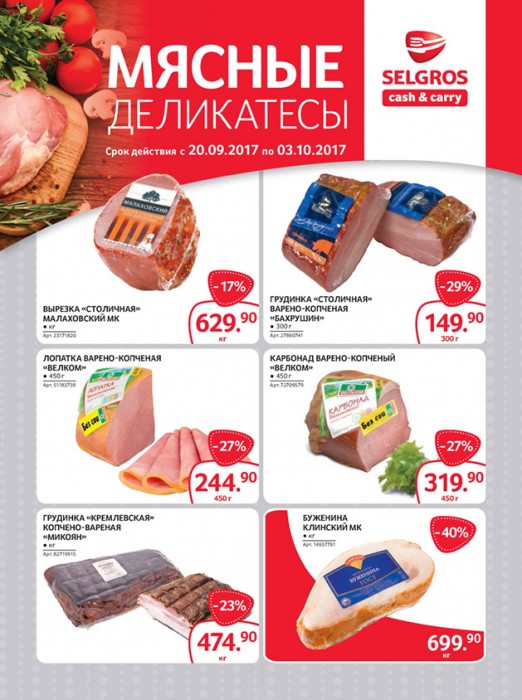 МЯСНЫЕ
ДЕЛИКАТЕСЫ
Срок действия с 20.09.2017 по 03.10.2017
SELGROS
cash & carry
МАЛАХОВСКИЙ
-17%
ВЫРЕЗКА «СТОЛИЧНАЯ»
МАЛАХОВСКИЙ МК
• кг
Арт.23171820
629.90
кг
-29%
ГРУДИНКА «СТОЛИЧНАЯ»
ВАРЕНО-КОПЧЕНАЯ
«БАХРУШИН»
• 300 г
Арт.27860741
149.90
300 г
ЛОПАТКА ВАРЕНО-КОПЧЕНАЯ
«ВЕЛКОМ»
• 450 г
Арт.51183739
ЛОПАТКА
Без сои
-27%
244.90
450 г
КАРБОНАД ВАРЕНО-КОПЧЕНЫЙ
«ВЕЛКОМ»
• 450 г
Арт.72709579
КАРБОНАД
Без сои
-27%
319.90
450 г
ГРУДИНКА «КРЕМЛЕВСКАЯ»
КОПЧЕНО-ВАРЕНАЯ
«МИКОЯН»
• кг
Арт.82719915
-23%
474.90
кг
БУЖЕНИНА
КЛИНСКИЙ МК
• кг
Арт.14657761
-40%
БУЖЕНИНА
ГОСТ
699.90
кг